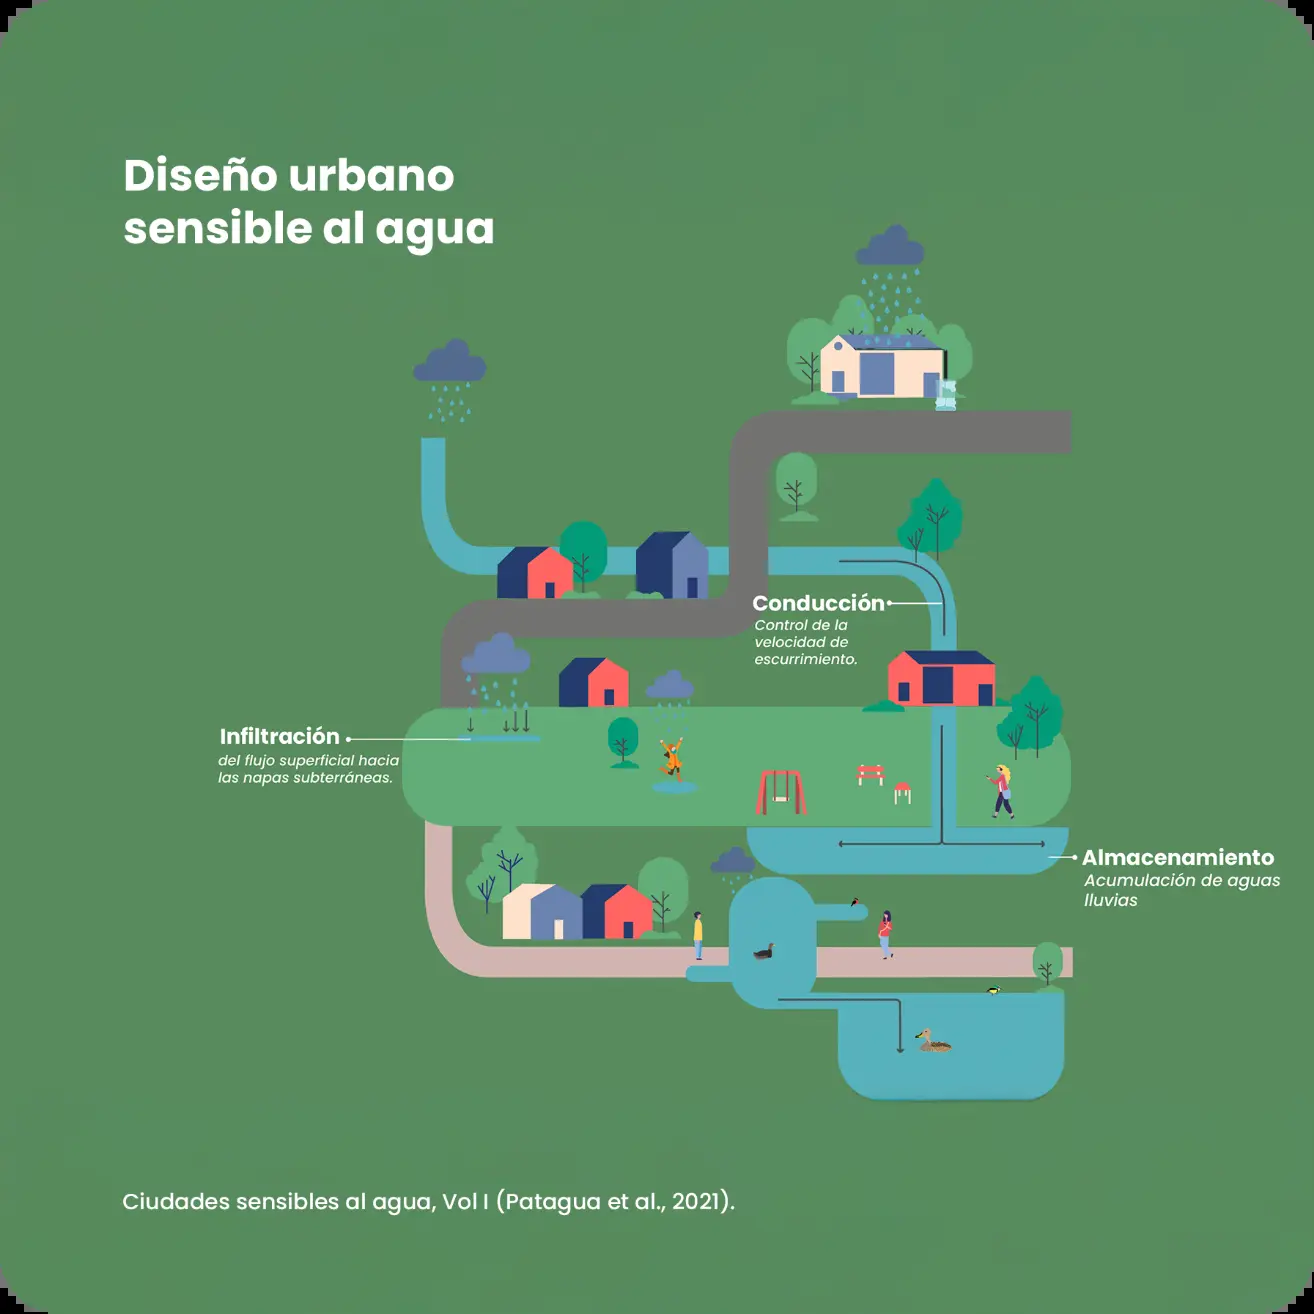 Diseño urbano
sensible al agua
Conducción
Control de la
velocidad de
escurrimiento.
Infiltración
del flujo superficial hacia
las napas subterráneas.
Almacenamiento
Acumulación de aguas
lluvias
Ciudades sensibles al agua, Vol I (Patagua et al., 2021).